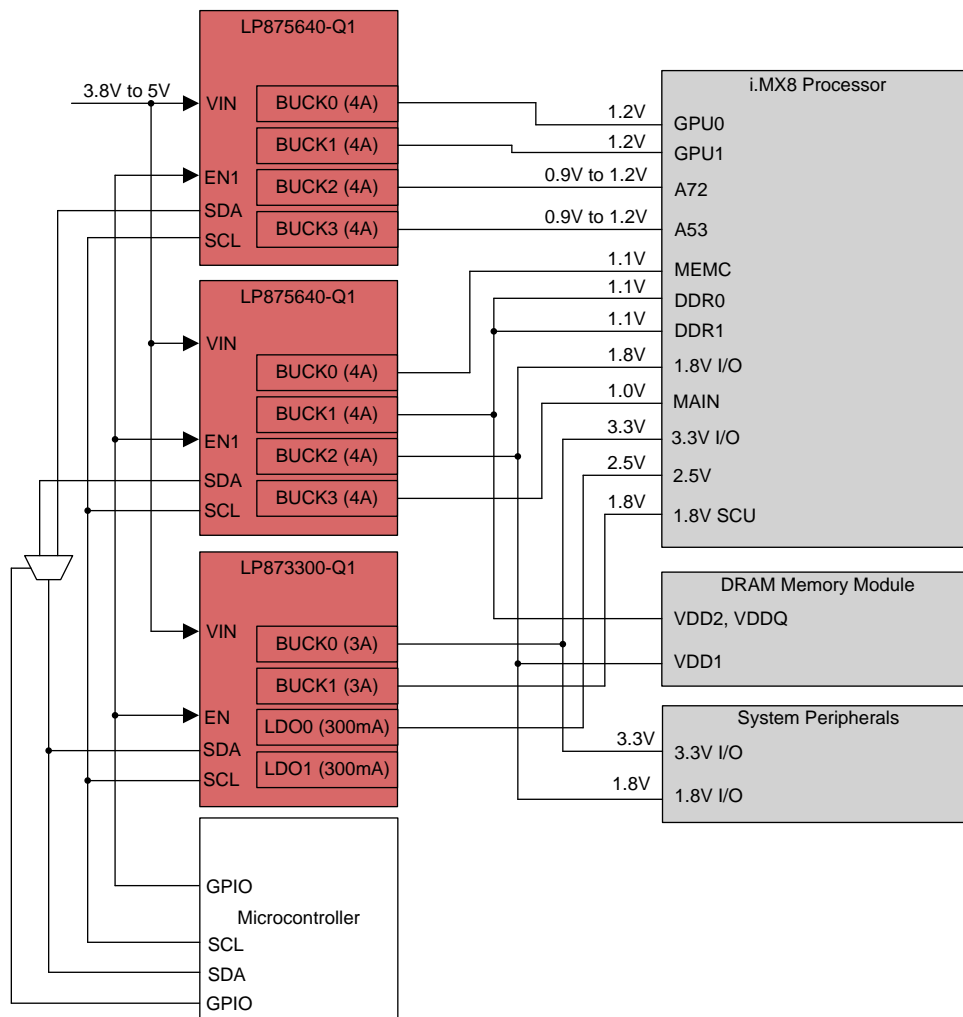 LP875640-Q1
3.8V to 5V
VIN
EN1
SDA
SCL
BUCK0 (4A)
BUCK1 (4A)
BUCK2 (4A)
BUCK3 (4A)
LP875640-Q1
VIN
EN1
SDA
SCL
BUCK0 (4A)
BUCK1 (4A)
BUCK2 (4A)
BUCK3 (4A)
LP873300-Q1
VIN
EN
SDA
SCL
BUCK0 (3A)
BUCK1 (3A)
LDO0 (300mA)
LDO1 (300mA)
GPIO
Microcontroller
SCL
SDA
GPIO
i.MX8 Processor
1.2V GPU0
1.2V GPU1
0.9V to 1.2V A72
0.9V to 1.2V A53
1.1V MEMC
1.1V DDR0
1.1V DDR1
1.8V 1.8V I/O
1.0V MAIN
3.3V 3.3V I/O
2.5V 2.5V
1.8V 1.8V SCU
DRAM Memory Module
VDD2, VDDQ
VDD1
System Peripherals
3.3V 3.3V I/O
1.8V 1.8V I/O